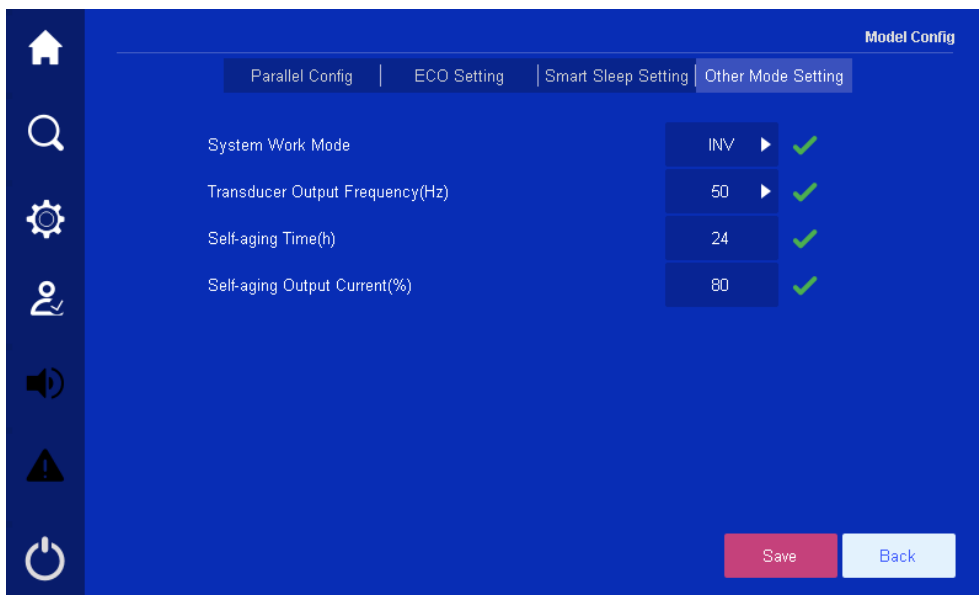 Model Config
Parallel Config ECO Setting Smart Sleep Setting Other Mode Setting
System Work Mode INV
Transducer Output Frequency(Hz) 50
Self-aging Time(h) 24
Self-aging Output Current(%) 80
Save Back